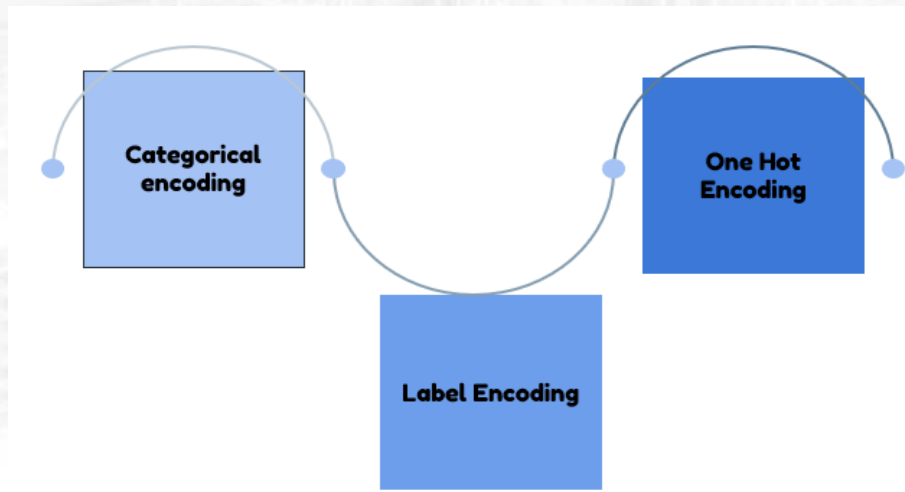 Categorical
encoding
Label Encoding
One Hot
Encoding